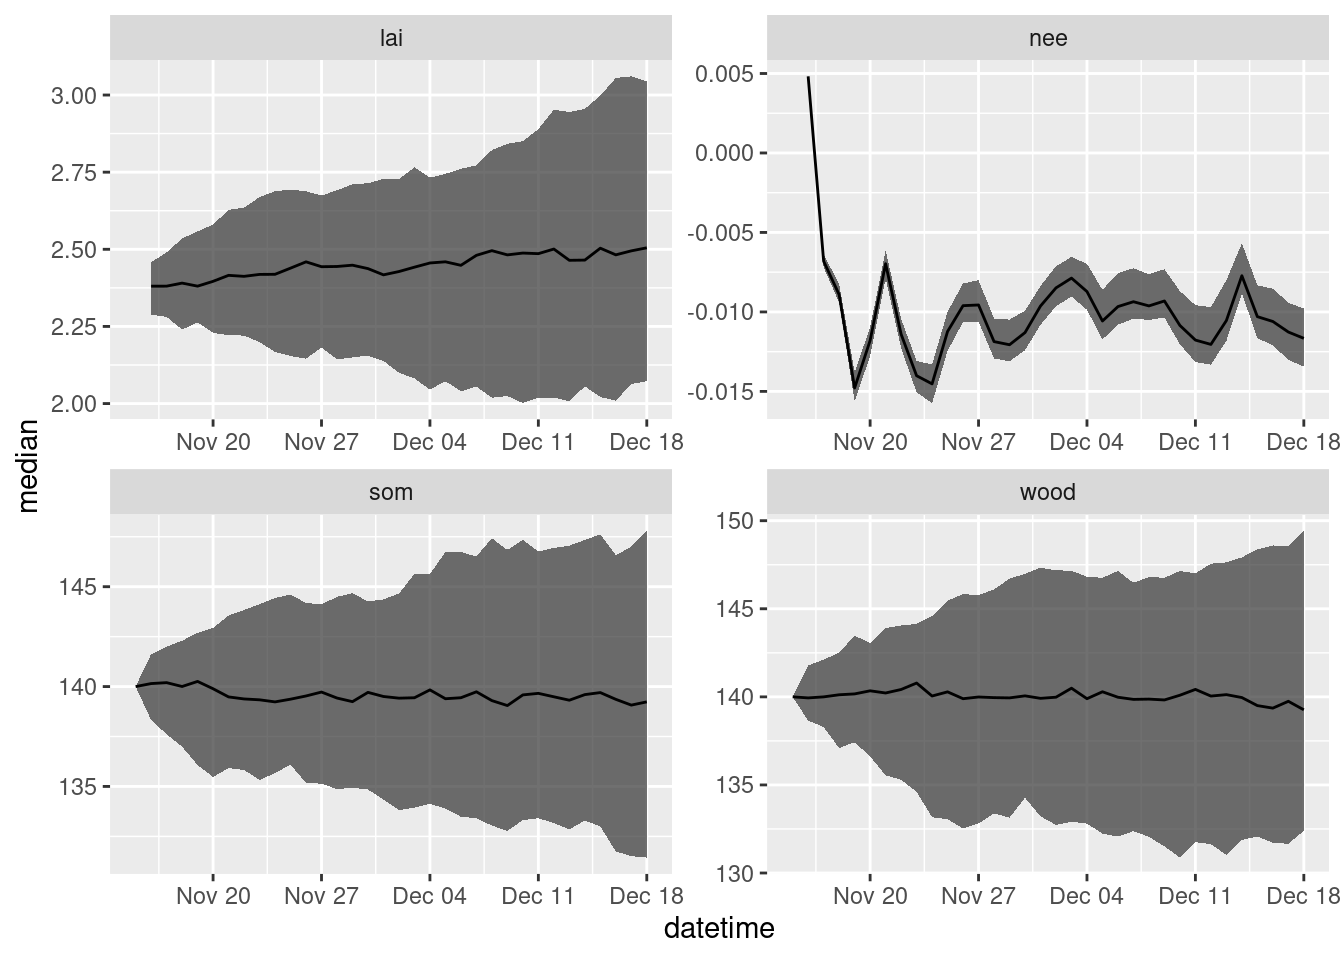 lai
nee
3.00
2.75
2.50
2.25
2.00
0.005
0.000
-0.005
-0.010
-0.015
Nov 20 Nov 27 Dec 04 Dec 11 Dec 18
Nov 20 Nov 27 Dec 04 Dec 11 Dec 18
median
som
wood
145
140
135
150
145
140
135
130
Nov 20 Nov 27 Dec 04 Dec 11 Dec 18
Nov 20 Nov 27 Dec 04 Dec 11 Dec 18
datetime